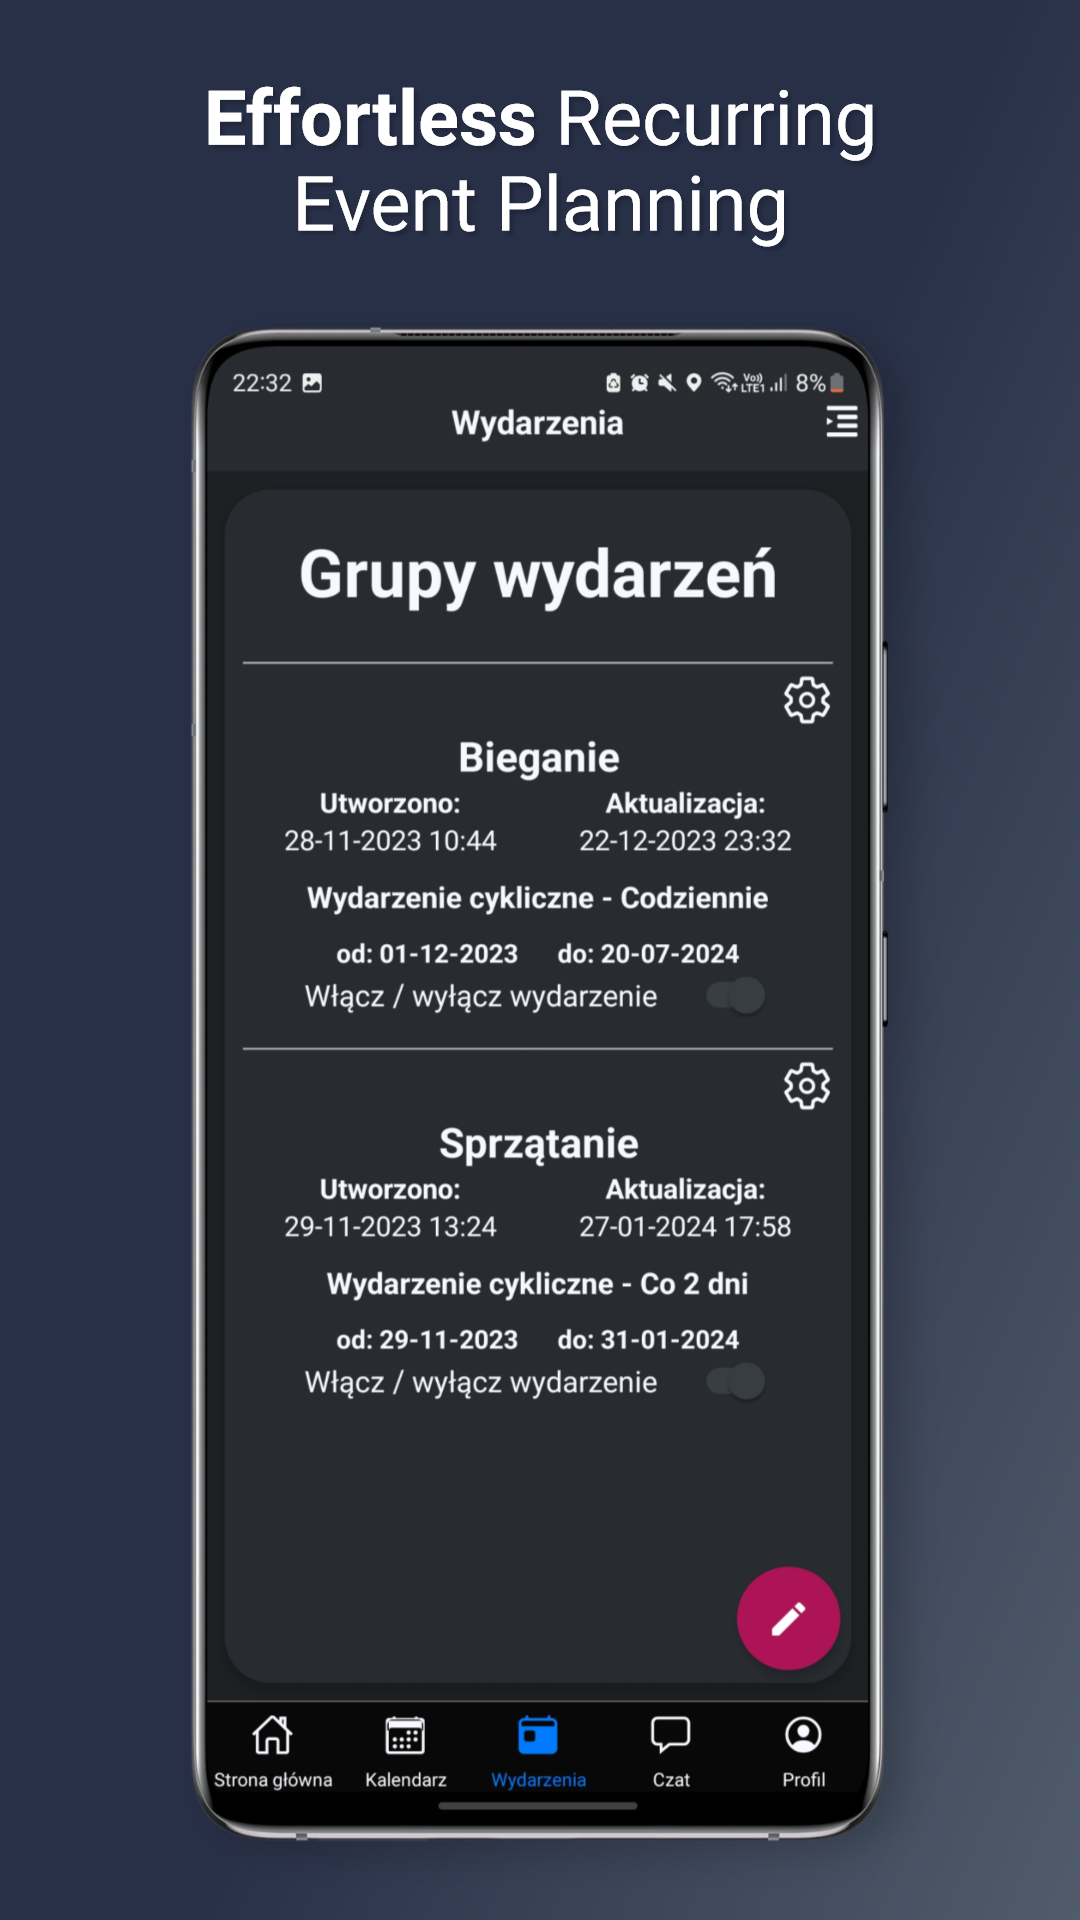 Effortless Recurring
Event Planning
22:32 Vo)) LTE1 8%
Wydarzenia
Grupy wydarzeń
Bieganie
Utworzono: Aktualizacja:
28-11-2023 10:44 22-12-2023 23:32
Wydarzenie cykliczne - Codziennie
od: 01-12-2023 do: 20-07-2024
Włącz / wyłącz wydarzenie
Sprzątanie
Utworzono: Aktualizacja:
29-11-2023 13:24 27-01-2024 17:58
Wydarzenie cykliczne - Co 2 dni
od: 29-11-2023 do: 31-01-2024
Włącz / wyłącz wydarzenie
Strona główna Kalendarz Wydarzenia Czat Profil